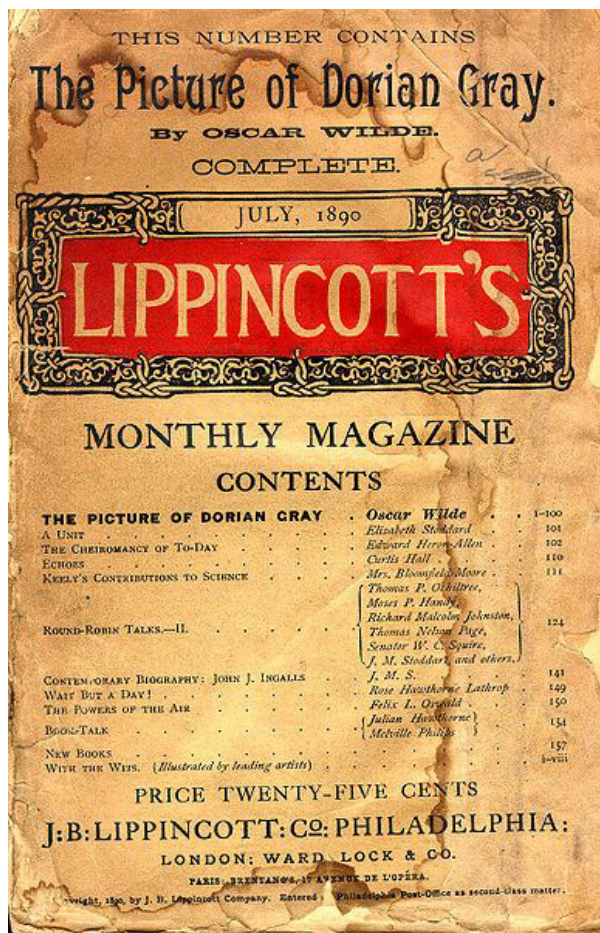 THIS NUMBER CONTAINS
The Picture of Dorian Gray.
By OSCAR WILDE.
COMPLETE.
JULY, 1890
LIPPINCOTT'S
MONTHLY MAGAZINE
CONTENTS
THE PICTURE OF DORIAN GRAY . Oscar Wilde . . 1-100
A Unit . . . . . . . Elizabeth Stoddard . . 101
The Cheiromancy of To-Day . . . . Edward Heron-Allen . . 102
Echoes . . . . . . . Curtis Hall . . . 110
Keely's Contributions to Science . . . Mrs. Bloomfield-Moore . . 111
Round-Robin Talks.—II. . . . . . Thomas P. Ochiltree, Moses P. Handy, Richard Malcolm Johnston, Thomas Nelson Page, Senator W. C. Squire, J. M. Stoddart, and others. 124
Contemporary Biography: John J. Ingalls . . J. M. S. . . . 141
Wait But a Day! . . . . . Rose Hawthorne Lathrop . 149
The Powers of the Air . . . . . Felix L. Oswald . . 150
Book-Talk . . . . . . Julian Hawthorne Melville Philips . . 154
New Books . . . . . . . . . . 157
With the Wits. (Illustrated by leading artists) . . . . . i-viii
PRICE TWENTY-FIVE CENTS
J:B:LIPPINCOTT:Co:PHILADELPHIA:
LONDON: WARD, LOCK & CO.
PARIS: BRENTANO'S, 17 AVENUE DE L'OPÉRA.
Copyright, 1890, by J. B. Lippincott Company. Entered Philadelphia Post-Office as second-class matter.